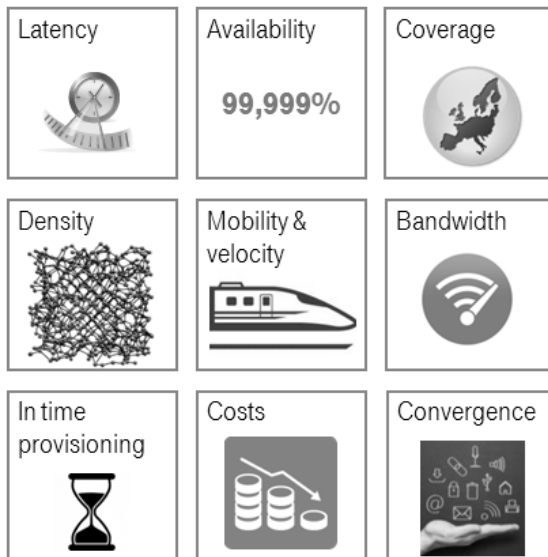 Latency
Availability
Coverage
99,999%
Density
Mobility &
velocity
Bandwidth
In time
provisioning
Costs
Convergence
@